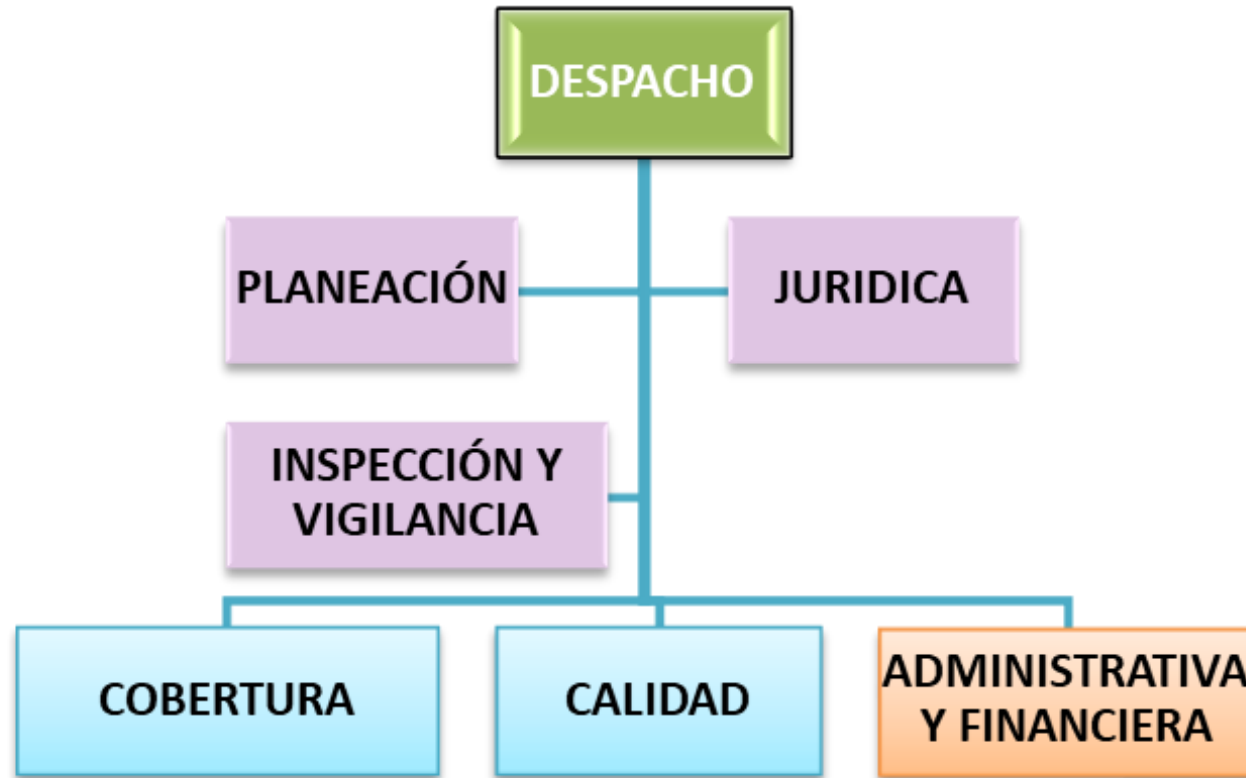 DESPACHO
PLANEACIÓN
JURIDICA
INSPECCIÓN Y
VIGILANCIA
COBERTURA
CALIDAD
ADMINISTRATIVA
Y FINANCIERA